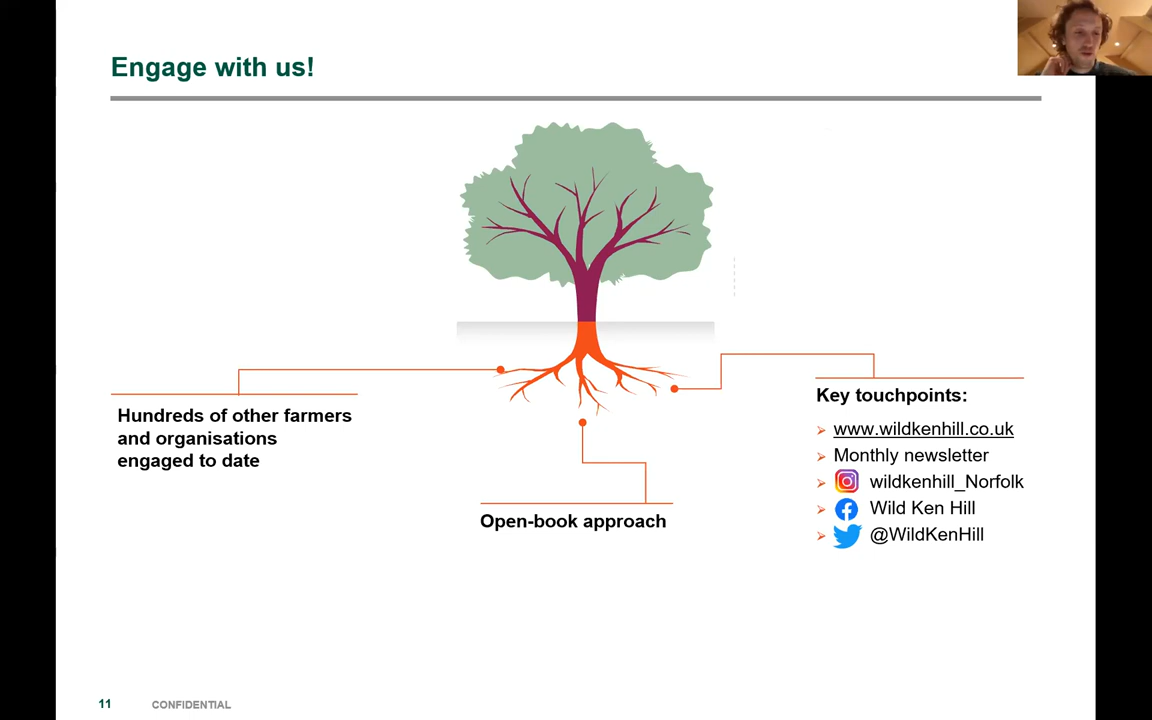 Engage with us!
Hundreds of other farmers
and organisations
engaged to date
Open-book approach
Key touchpoints:
www.wildkenhill.co.uk
Monthly newsletter
wildkenhill_Norfolk
Wild Ken Hill
@WildKenHill
11 CONFIDENTIAL